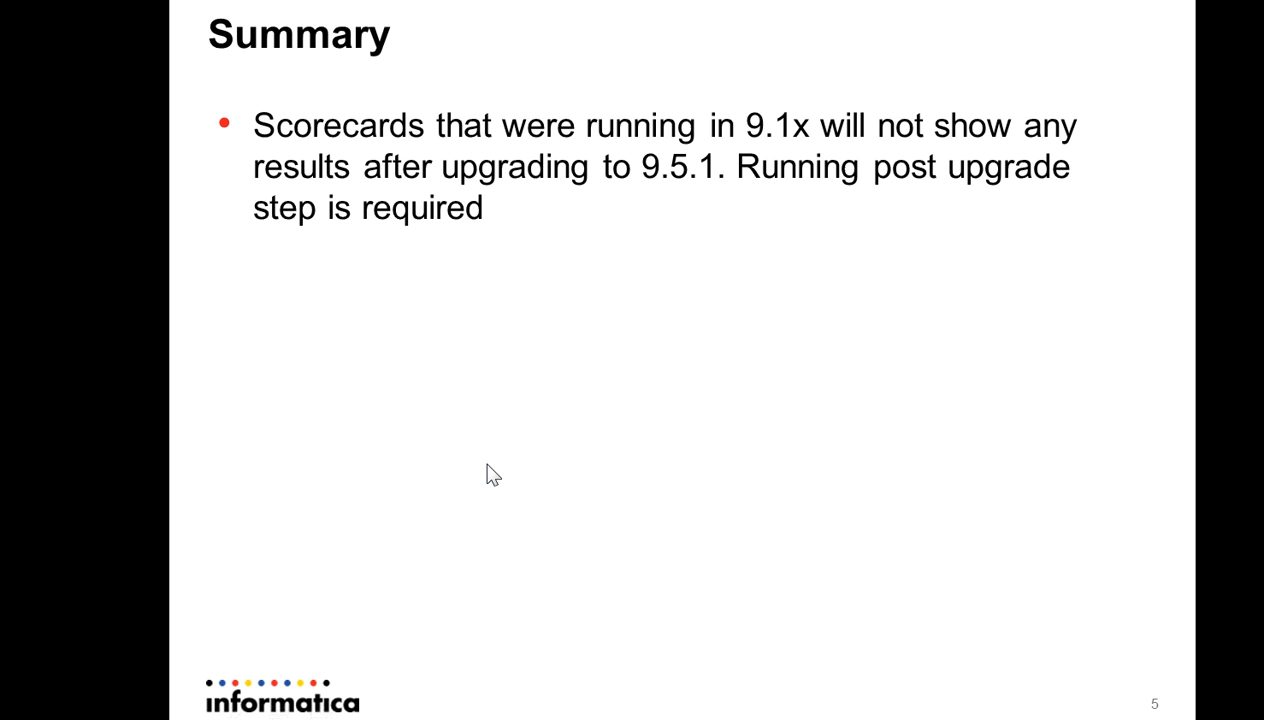 Summary
• Scorecards that were running in 9.1x will not show any
results after upgrading to 9.5.1. Running post upgrade
step is required
informatica
5